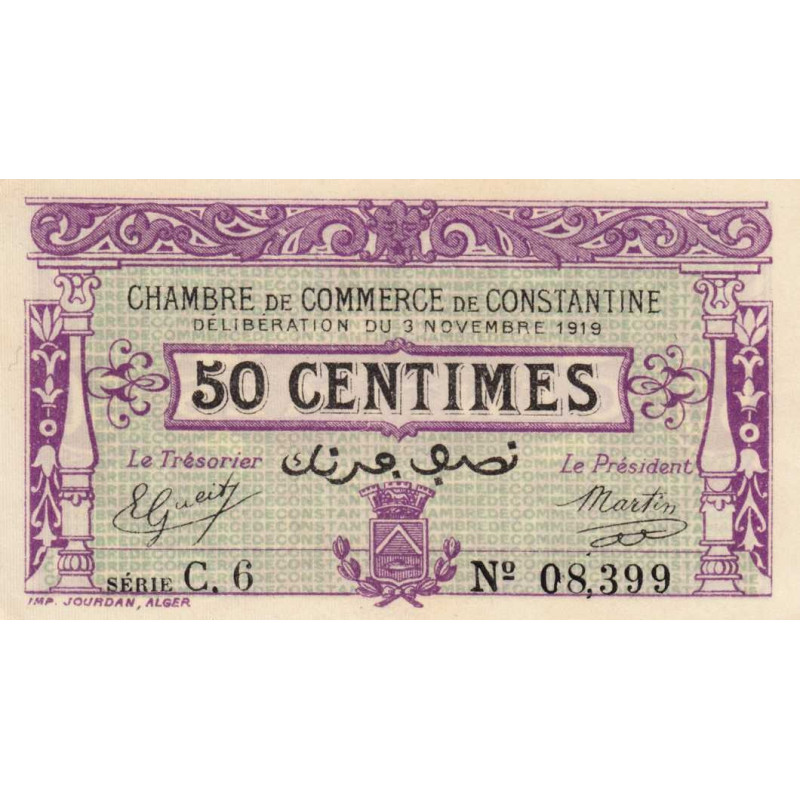 CHAMBRE DE COMMERCE DE CONSTANTINE
DÉLIBÉRATION DU 3 NOVEMBRE 1919
50 CENTIMES
Le Trésorier نصف فرنك Le Président
EGueit Martin
SÉRIE C. 6 Nº 08,399
IMP. JOURDAN, ALGER